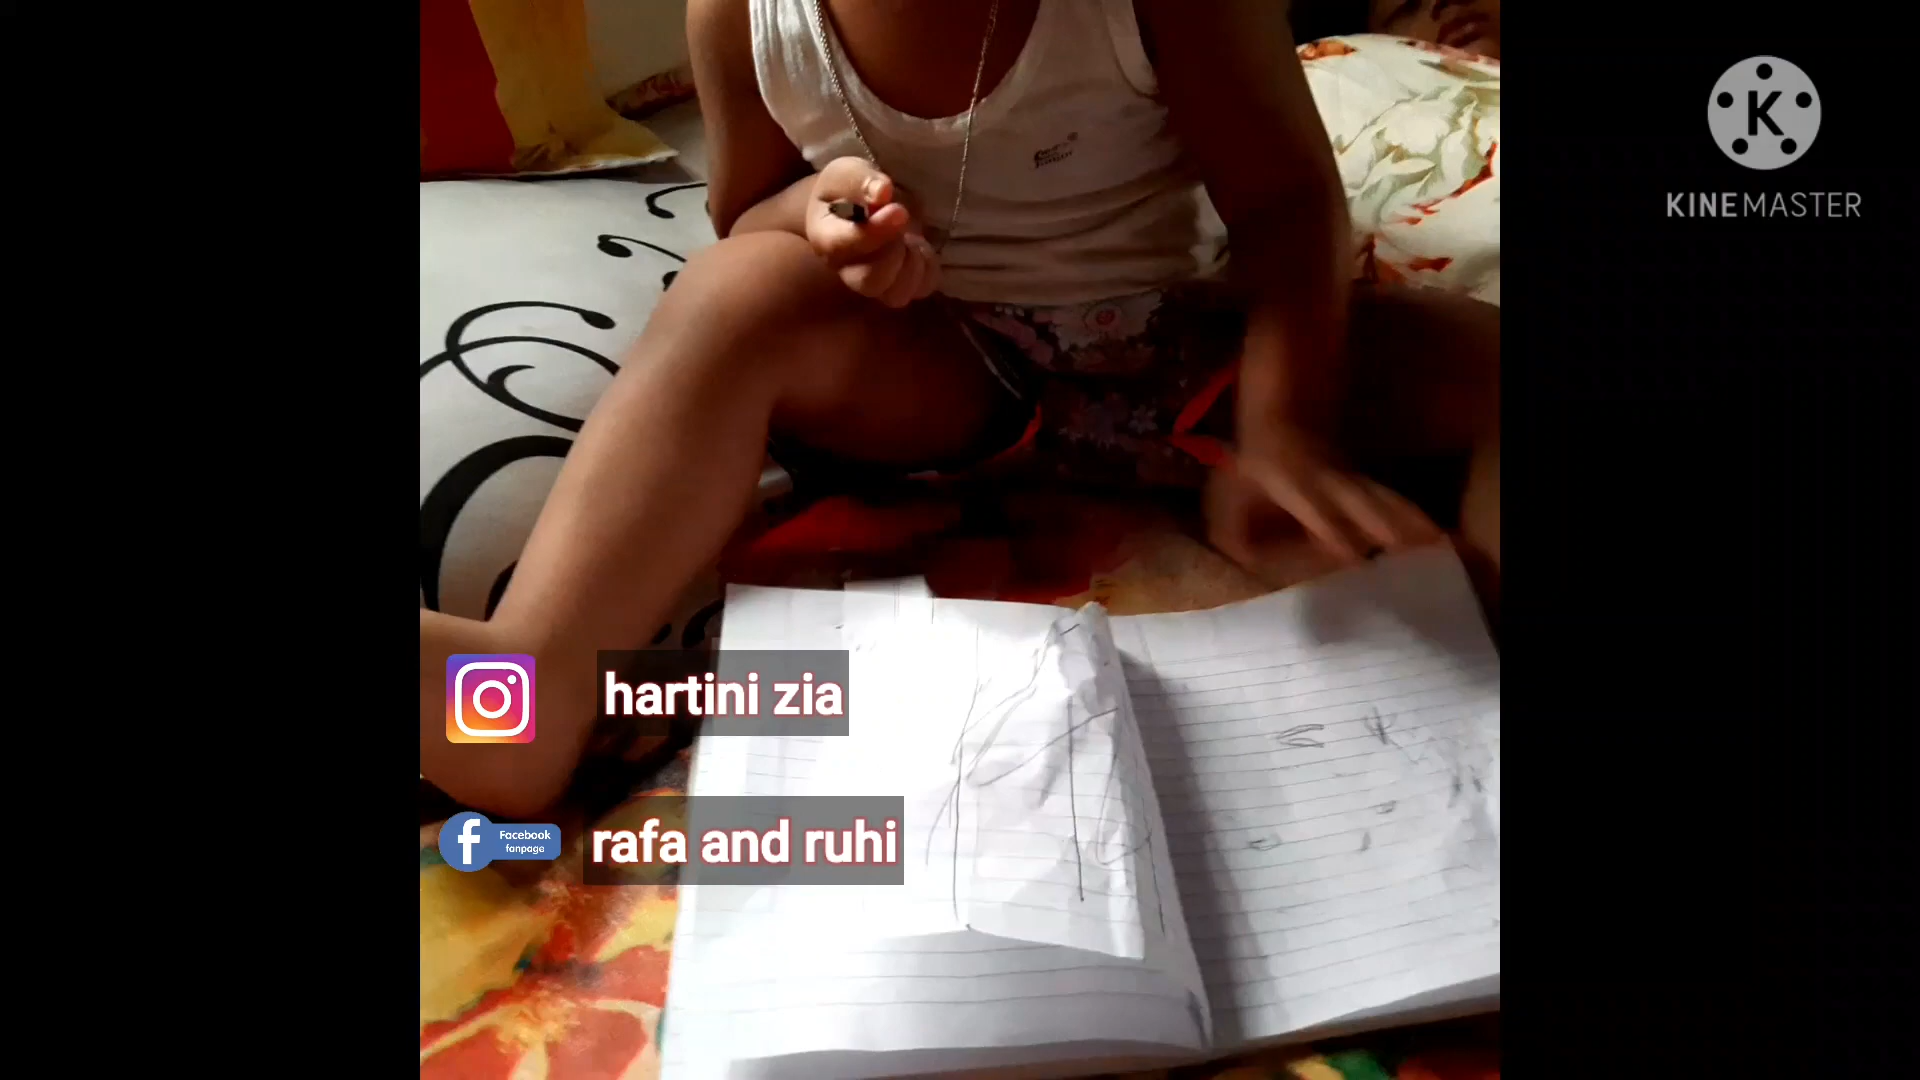 KINEMASTER
hartini zia
Facebook
fanpage
rafa and ruhi